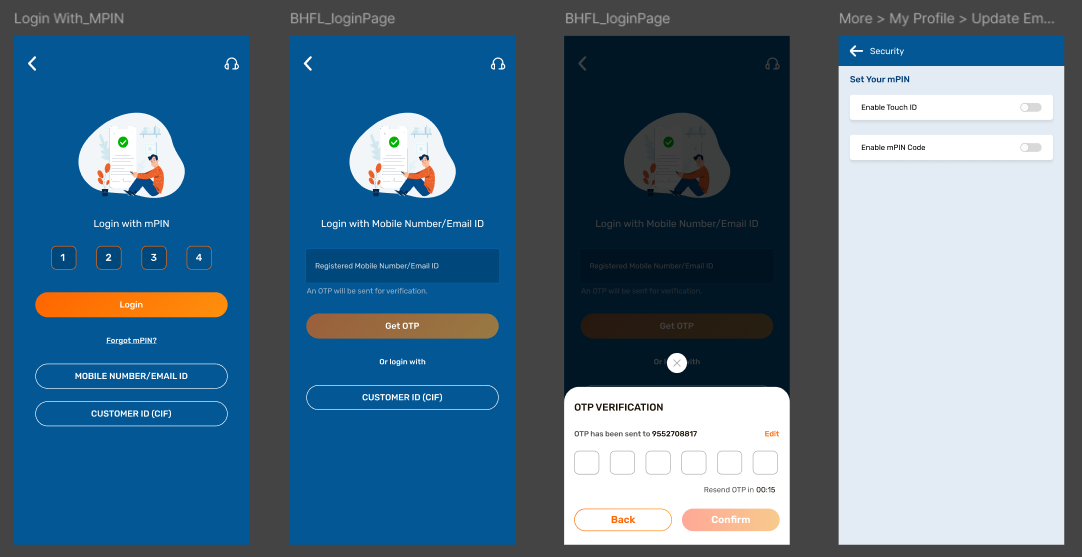 Login With_MPIN
Login with mPIN
1 2 3 4
Login
Forgot mPIN?
MOBILE NUMBER/EMAIL ID
CUSTOMER ID (CIF)
BHFL_loginPage
Login with Mobile Number/Email ID
Registered Mobile Number/Email ID
An OTP will be sent for verification.
Get OTP
Or login with
CUSTOMER ID (CIF)
BHFL_loginPage
Login with Mobile Number/Email ID
Registered Mobile Number/Email ID
An OTP will be sent for verification.
Get OTP
Or l with
OTP VERIFICATION
OTP has been sent to 9552708817 Edit
Resend OTP in 00:15
Back Confirm
More > My Profile > Update Em...
Security
Set Your mPIN
Enable Touch ID
Enable mPIN Code